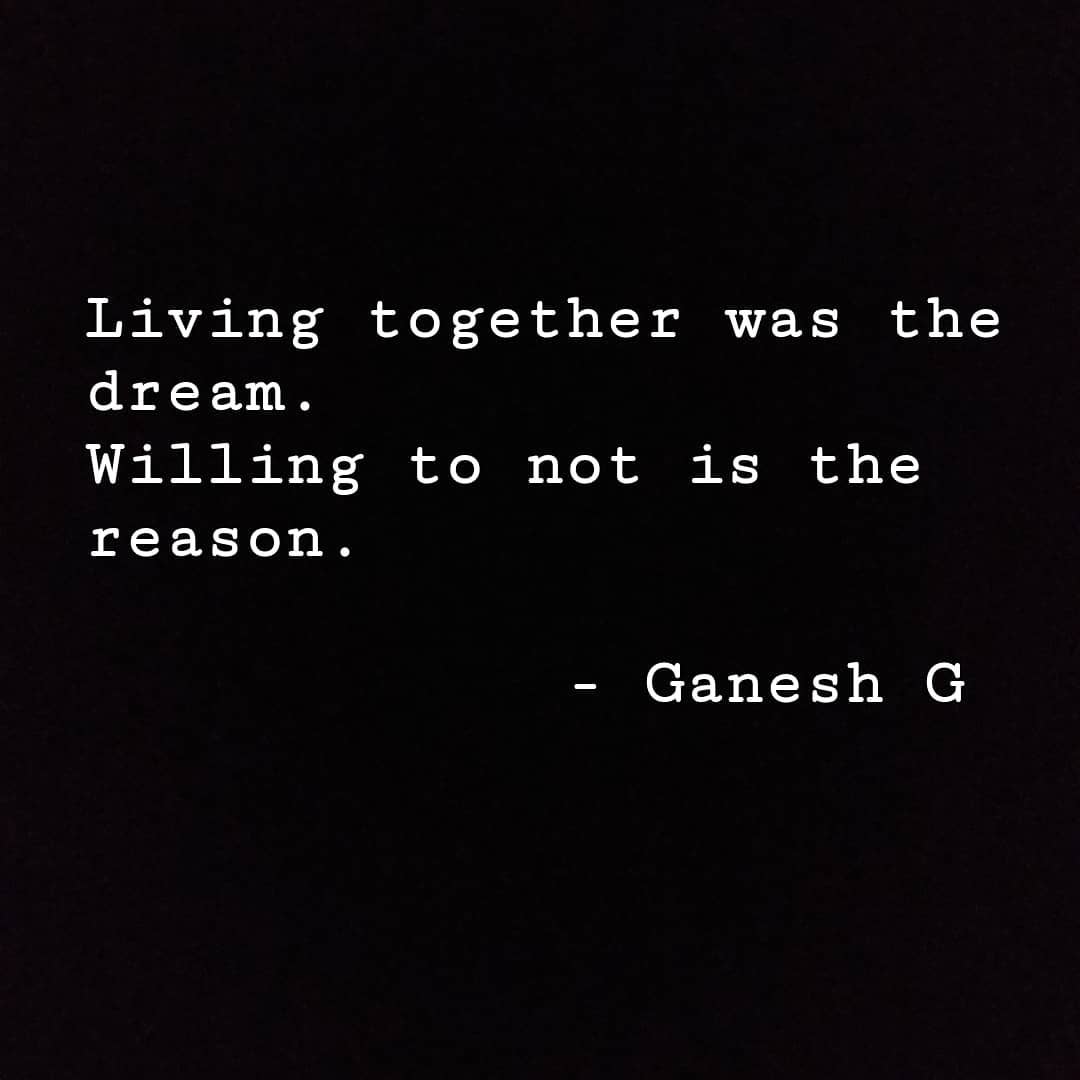 Living together was the
dream.
Willing to not is the
reason.
- Ganesh G